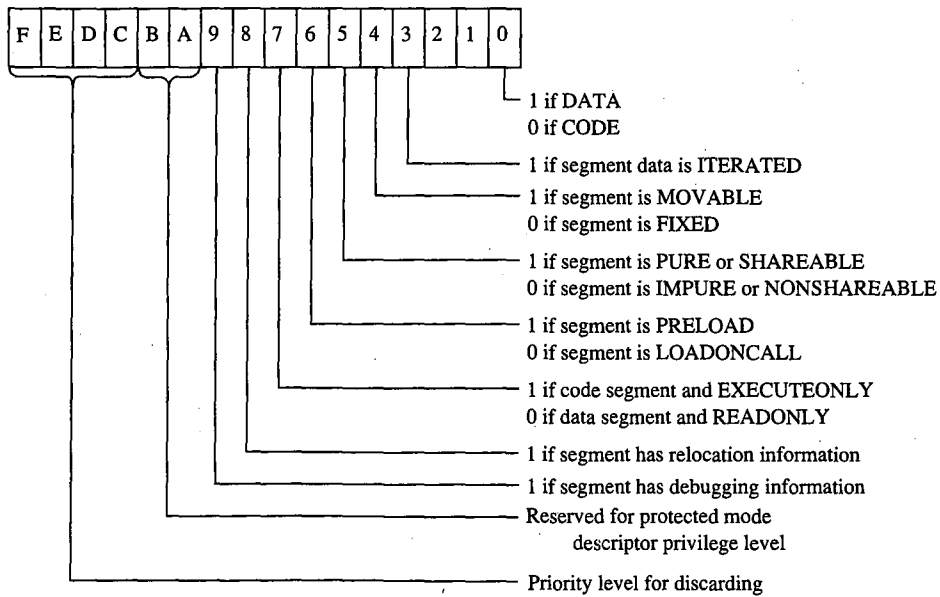 F E D C B A 9 8 7 6 5 4 3 2 1 0
1 if DATA
0 if CODE
1 if segment data is ITERATED
1 if segment is MOVABLE
0 if segment is FIXED
1 if segment is PURE or SHAREABLE
0 if segment is IMPURE or NONSHAREABLE
1 if segment is PRELOAD
0 if segment is LOADONCALL
1 if code segment and EXECUTEONLY
0 if data segment and READONLY
1 if segment has relocation information
1 if segment has debugging information
Reserved for protected mode
descriptor privilege level
Priority level for discarding